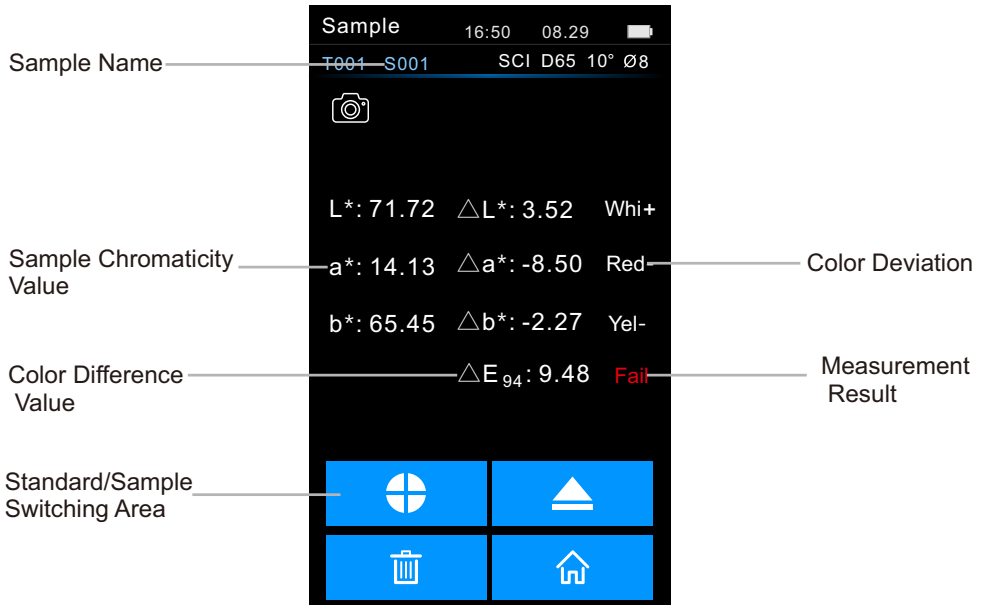 Sample 16:50 08.29
Sample Name
T001 S001 SCI D65 10° Ø8
L*: 71.72 △L*: 3.52 Whi+
Sample Chromaticity
Value
a*: 14.13 △a*: -8.50 Red-
Color Deviation
b*: 65.45 △b*: -2.27 Yel-
Color Difference
Value
△E94: 9.48 Fail
Measurement
Result
Standard/Sample
Switching Area